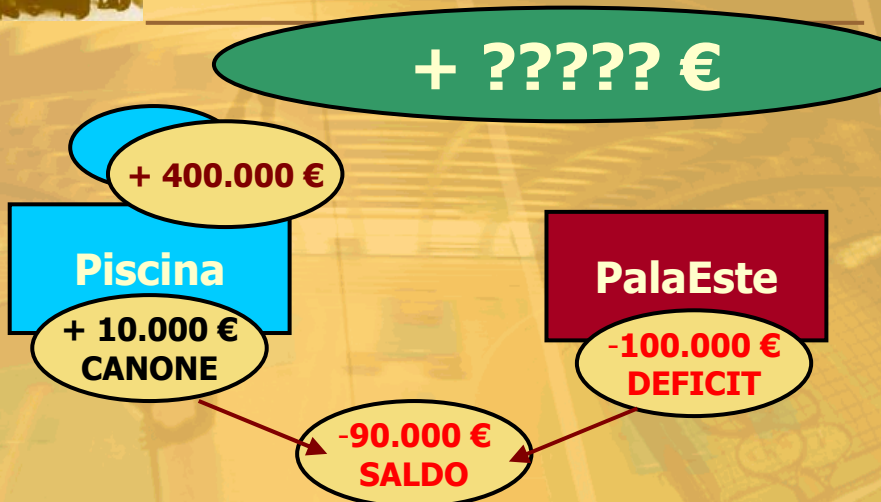 + ????? €
+ 400.000 €
Piscina
+ 10.000 €
CANONE
PalaEste
-100.000 €
DEFICIT
-90.000 €
SALDO